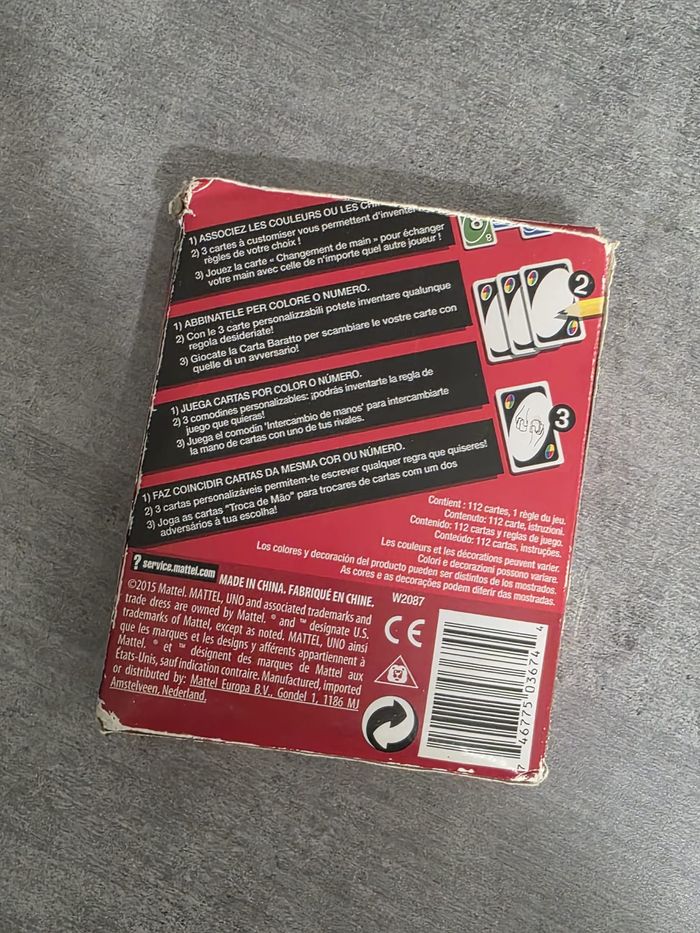 1) ASSOCIEZ LES COULEURS OU LES
2) 3 cartes à customiser vous permettent d'inventer
règles de votre choix !
3) Jouez la carte « Changement de main » pour échanger
votre main avec celle de n'importe quel autre joueur !
6
8
1) ABBINATELE PER COLORE O NUMERO.
2) Con le 3 carte personalizzabili potete inventare qualunque
regola desideriate!
3) Giocate la Carta Baratto per scambiare le vostre carte con
quelle di un avversario!
2
1) JUEGA CARTAS POR COLOR O NÚMERO.
2) 3 comodines personalizables: ¡podrás inventarte la regla de
juego que quieras!
3) Juega el comodín 'Intercambio de manos' para intercambiarte
la mano de cartas con uno de tus rivales.
3
1) FAZ COINCIDIR CARTAS DA MESMA COR OU NÚMERO.
2) 3 cartas personalizáveis permitem-te escrever qualquer regra que quiseres!
3) Joga as cartas "Troca de Mão" para trocares de cartas com um dos
adversários à tua escolha!
Contient : 112 cartes, 1 règle du jeu.
Contenuto: 112 carte, istruzioni.
Contenido: 112 cartas y reglas de juego.
Conteúdo: 112 cartas, instruções.
Les couleurs et les décorations peuvent varier.
Colori e decorazioni possono variare.
Los colores y decoración del producto pueden ser distintos de los mostrados.
As cores e as decorações podem diferir das mostradas.
? service.mattel.com
MADE IN CHINA. FABRIQUÉ EN CHINE.
W2087
©2015 Mattel. MATTEL, UNO and associated trademarks and
trade dress are owned by Mattel. ® and ™ designate U.S.
trademarks of Mattel, except as noted. MATTEL, UNO ainsi
que les marques et les designs y afférents appartiennent à
Mattel. ® et ™ désignent des marques de Mattel aux
États-Unis, sauf indication contraire. Manufactured, imported
or distributed by: Mattel Europa B.V., Gondel 1, 1186 MJ
Amstelveen, Nederland.
CE
7 46775 03674 4